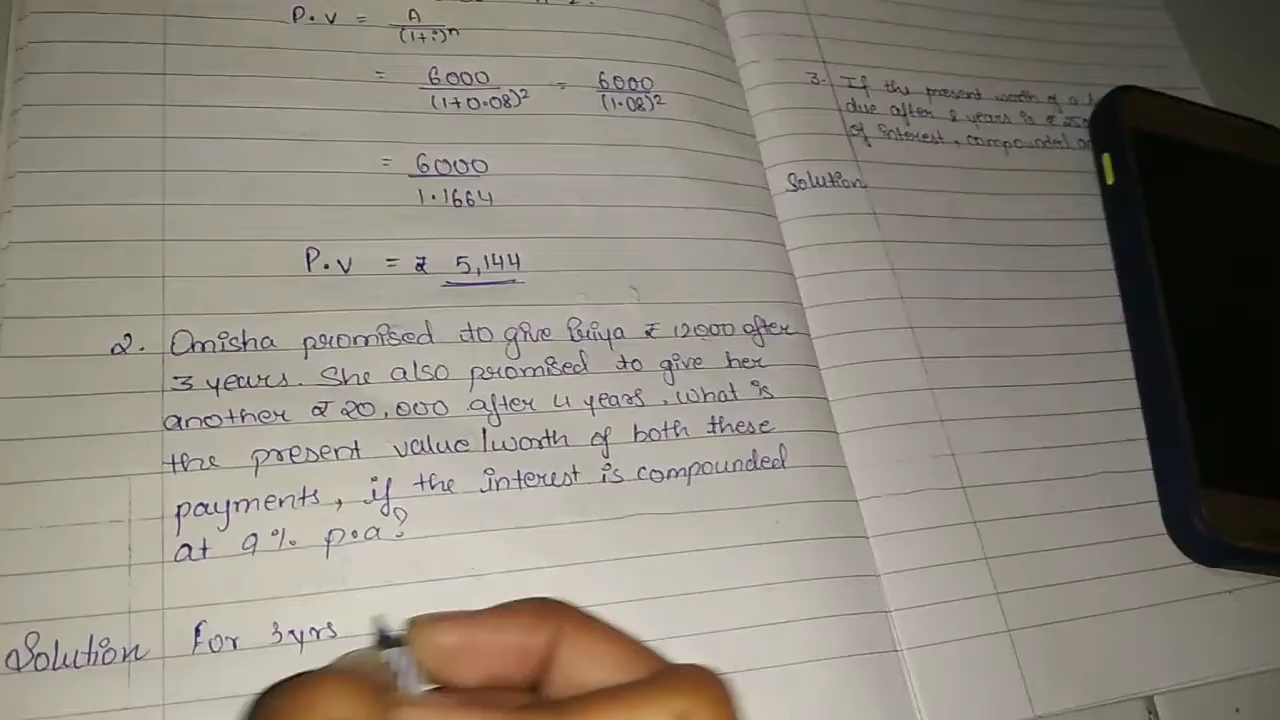 P.V = A/(1+i)^n
= 6000/(1+0.08)² = 6000/(1.08)²
= 6000/1.1664
P.V = ₹ 5,144
2. Omisha promised to give Priya ₹ 12000 after
3 years. She also promised to give her
another ₹ 20,000 after 4 years, what is
the present value/worth of both these
payments, if the interest is compounded
at 9% p.a?
Solution For 3yrs
3. If the present worth of a
due after 2 years is ₹
of interest, compounded
Solution